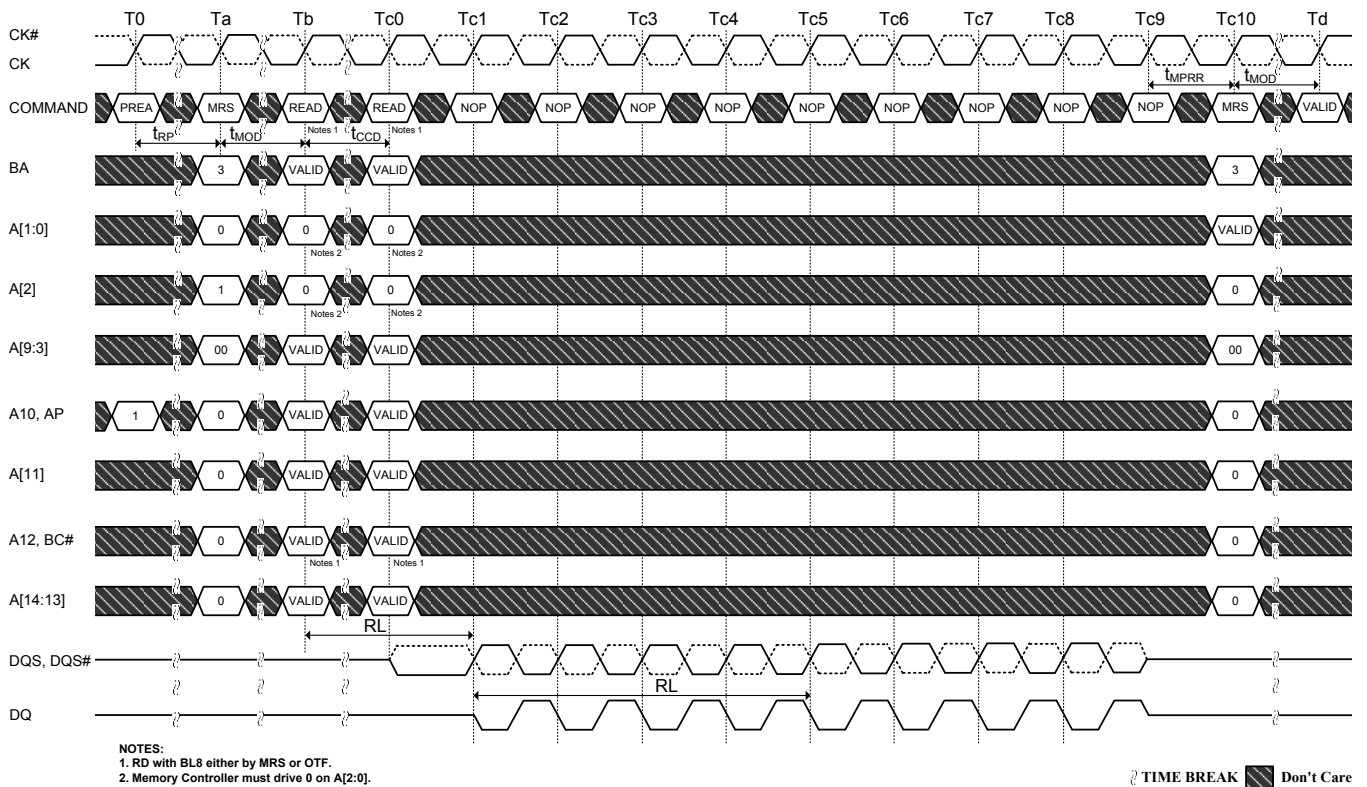 T0 Ta Tb Tc0 Tc1 Tc2 Tc3 Tc4 Tc5 Tc6 Tc7 Tc8 Tc9 Tc10 Td
CK#
CK
tMPRR tMOD
COMMAND PREA MRS READ READ NOP NOP NOP NOP NOP NOP NOP NOP NOP MRS VALID
Notes 1 Notes 1
tRP tMOD tCCD
BA 3 VALID VALID 3
A[1:0] 0 0 0 VALID
Notes 2 Notes 2
A[2] 1 0 0 0
Notes 2 Notes 2
A[9:3] 00 VALID VALID 00
A10, AP 1 0 VALID VALID 0
A[11] 0 VALID VALID 0
A12, BC# 0 VALID VALID 0
Notes 1 Notes 1
A[14:13] 0 VALID VALID 0
RL
DQS, DQS#
RL
DQ
NOTES:
1. RD with BL8 either by MRS or OTF.
2. Memory Controller must drive 0 on A[2:0].
TIME BREAK Don't Care